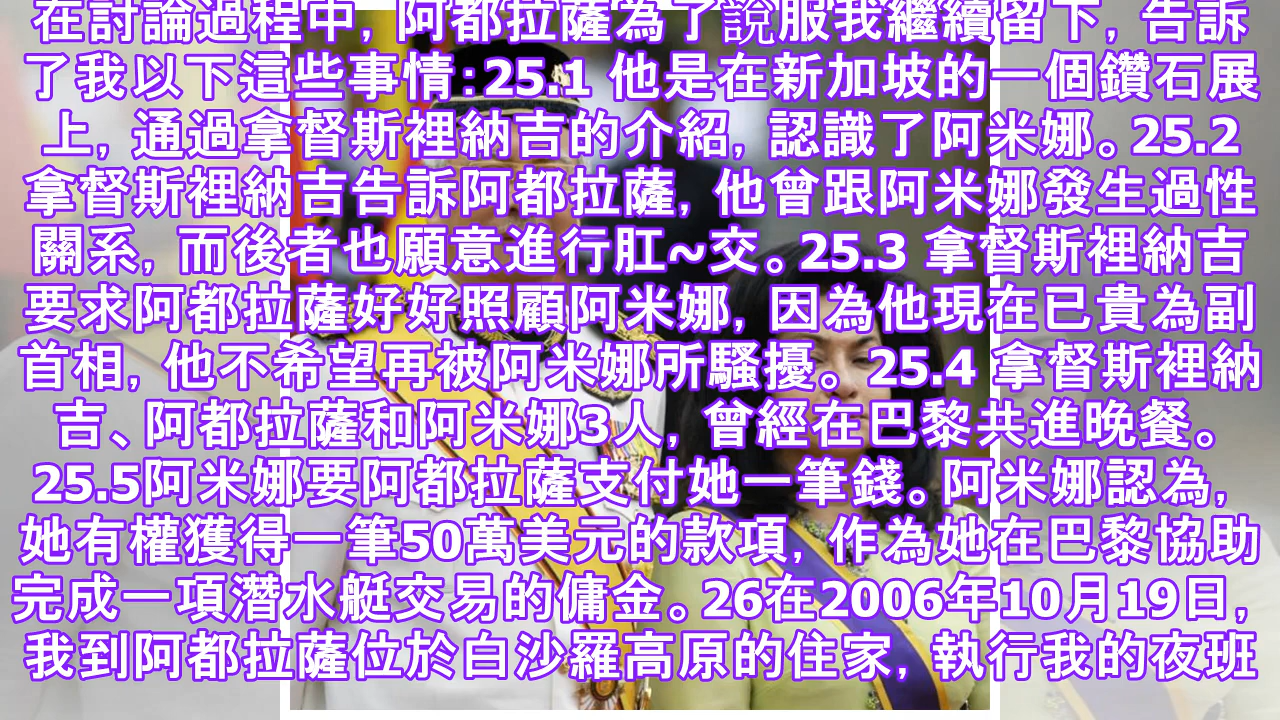 在討論過程中, 阿都拉薩為了説服我繼續留下, 告訴
了我以下這些事情:25.1 他是在新加坡的一個鑽石展
上, 通過拿督斯裡納吉的介紹, 認識了阿米娜。25.2
拿督斯裡納吉告訴阿都拉薩, 他曾跟阿米娜發生過性
關系, 而後者也願意進行肛~交。25.3 拿督斯裡納吉
要求阿都拉薩好好照顧阿米娜, 因為他現在已貴為副
首相, 他不希望再被阿米娜所騷擾。25.4 拿督斯裡納
吉、阿都拉薩和阿米娜3人, 曾經在巴黎共進晚餐。
25.5阿米娜要阿都拉薩支付她一筆錢。阿米娜認為,
她有權獲得一筆50萬美元的款項, 作為她在巴黎協助
完成一項潛水艇交易的傭金。26在2006年10月19日,
我到阿都拉薩位於白沙羅高原的住家, 執行我的夜班